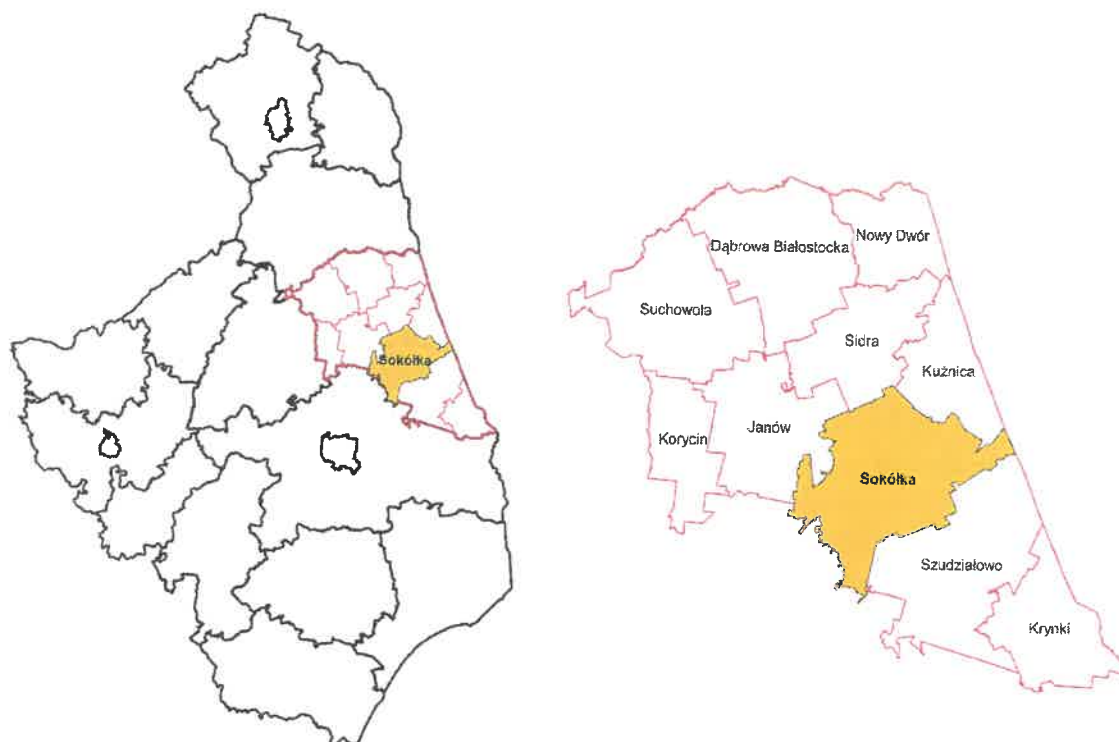 Sokółka
Dąbrowa Białostocka
Nowy Dwór
Suchowola
Sidra
Kuźnica
Korycin
Janów
Sokółka
Szudziałowo
Krynki